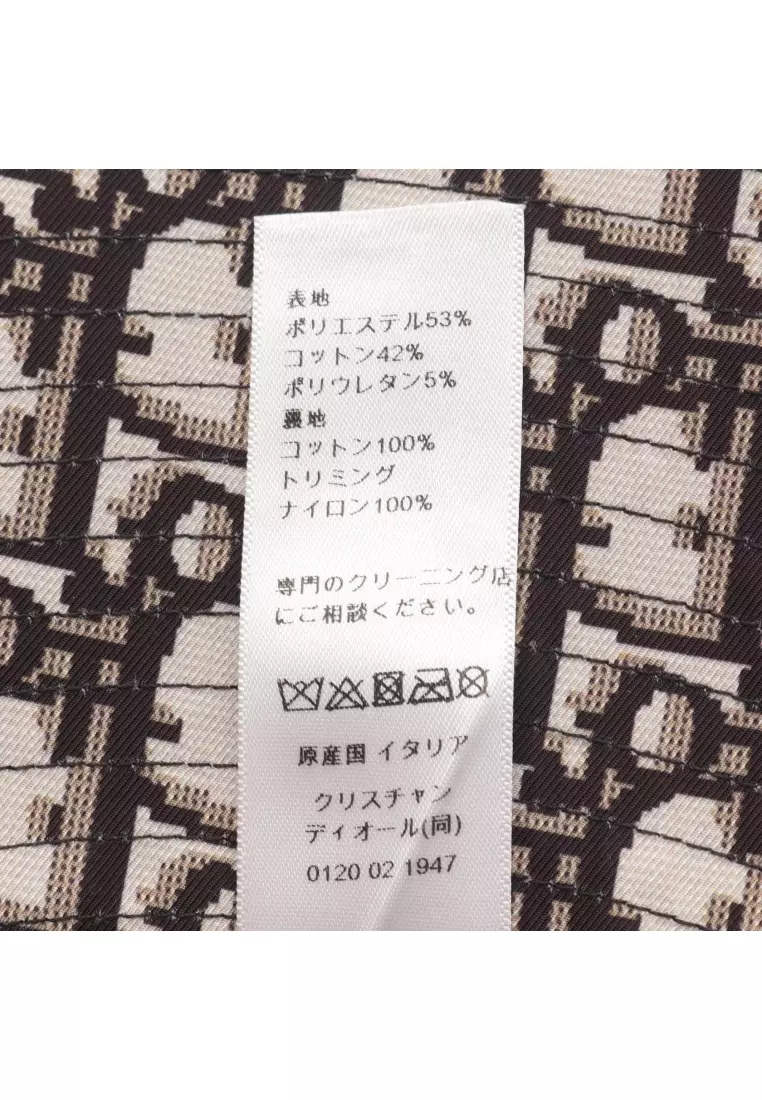 表地
ポリエステル53%
コットン42%
ポリウレタン5%
裏地
コットン100%
トリミング
ナイロン100%
専門のクリーニング店
にご相談ください。
原産国 イタリア
クリスチャン
ディオール(同)
0120 02 1947